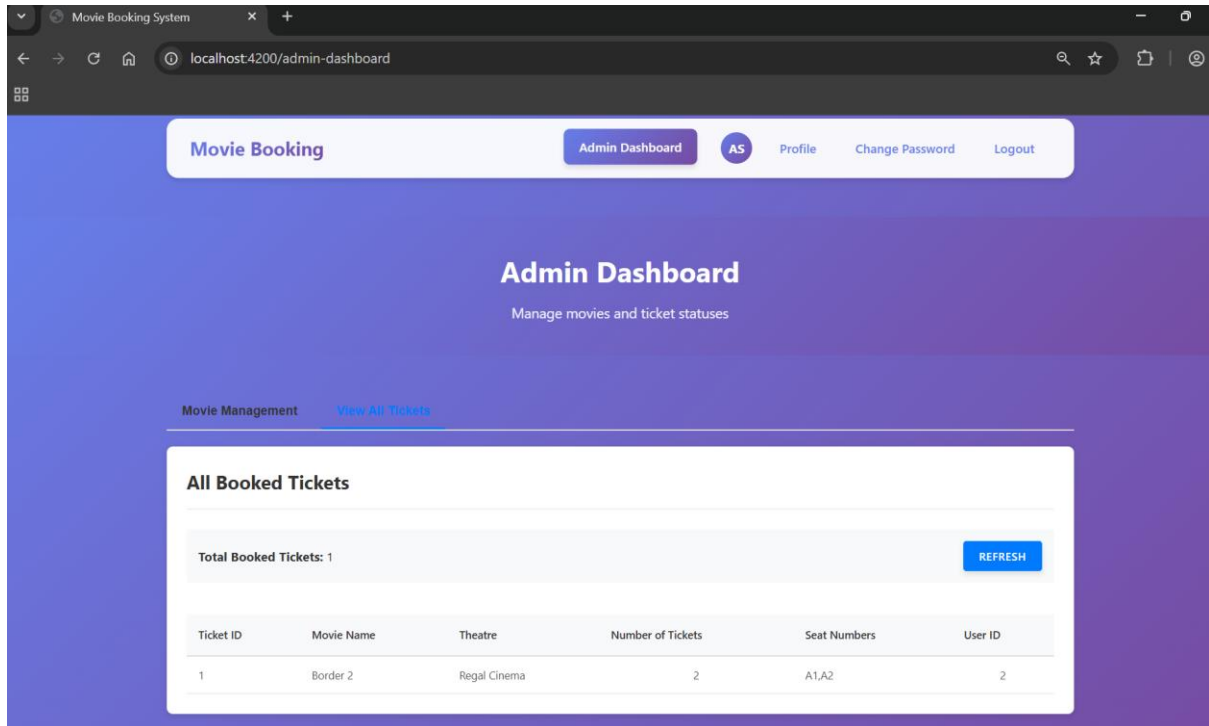 Movie Booking System
localhost:4200/admin-dashboard
Movie Booking Admin Dashboard AS Profile Change Password Logout
Admin Dashboard
Manage movies and ticket statuses
Movie Management View All Tickets
All Booked Tickets
Total Booked Tickets: 1 REFRESH
Ticket ID Movie Name Theatre Number of Tickets Seat Numbers User ID
1 Border 2 Regal Cinema 2 A1,A2 2